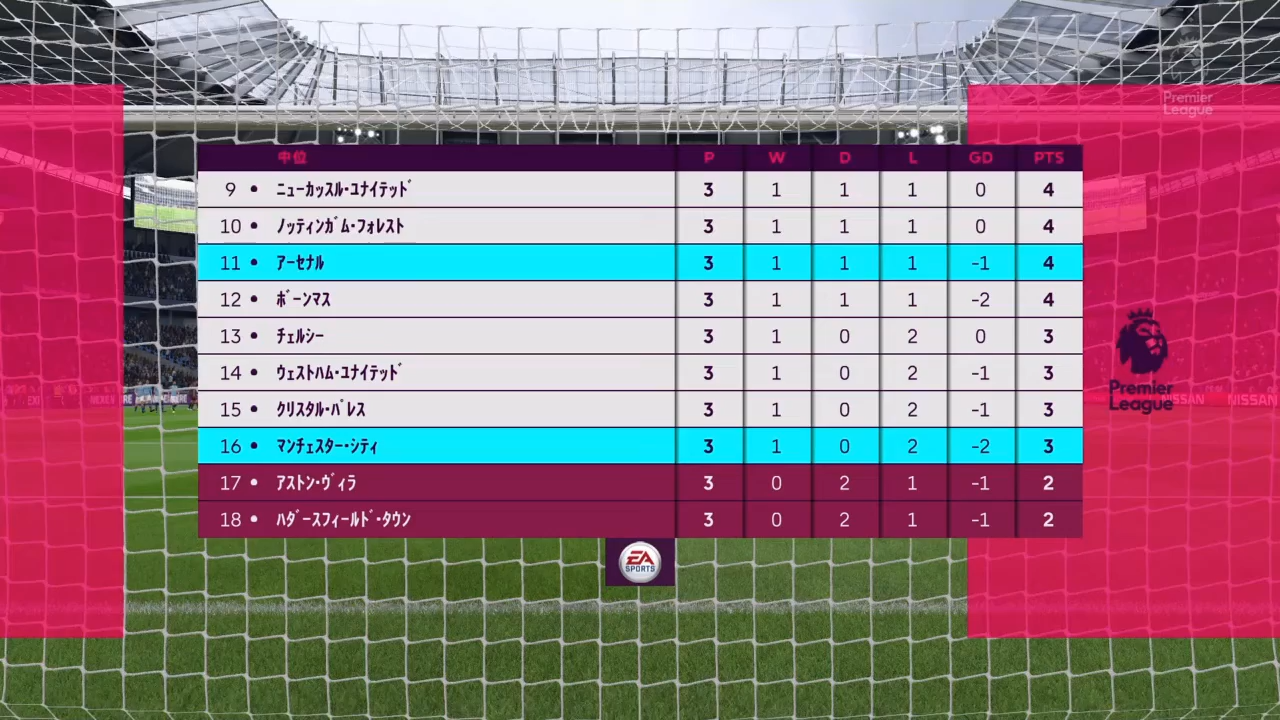 Premier
League
中位 P W D L GD PTS
9 • ニューカッスル・ユナイテッド 3 1 1 1 0 4
10 • ノッティンガム・フォレスト 3 1 1 1 0 4
11 • アーセナル 3 1 1 1 -1 4
12 • ボーンマス 3 1 1 1 -2 4
13 • チェルシー 3 1 0 2 0 3
14 • ウェストハム・ユナイテッド 3 1 0 2 -1 3
15 • クリスタル・パレス 3 1 0 2 -1 3
16 • マンチェスター・シティ 3 1 0 2 -2 3
17 • アストン・ヴィラ 3 0 2 1 -1 2
18 • ハダースフィールド・タウン 3 0 2 1 -1 2
Premier
League
NISSAN NISSAN
EA
SPORTS